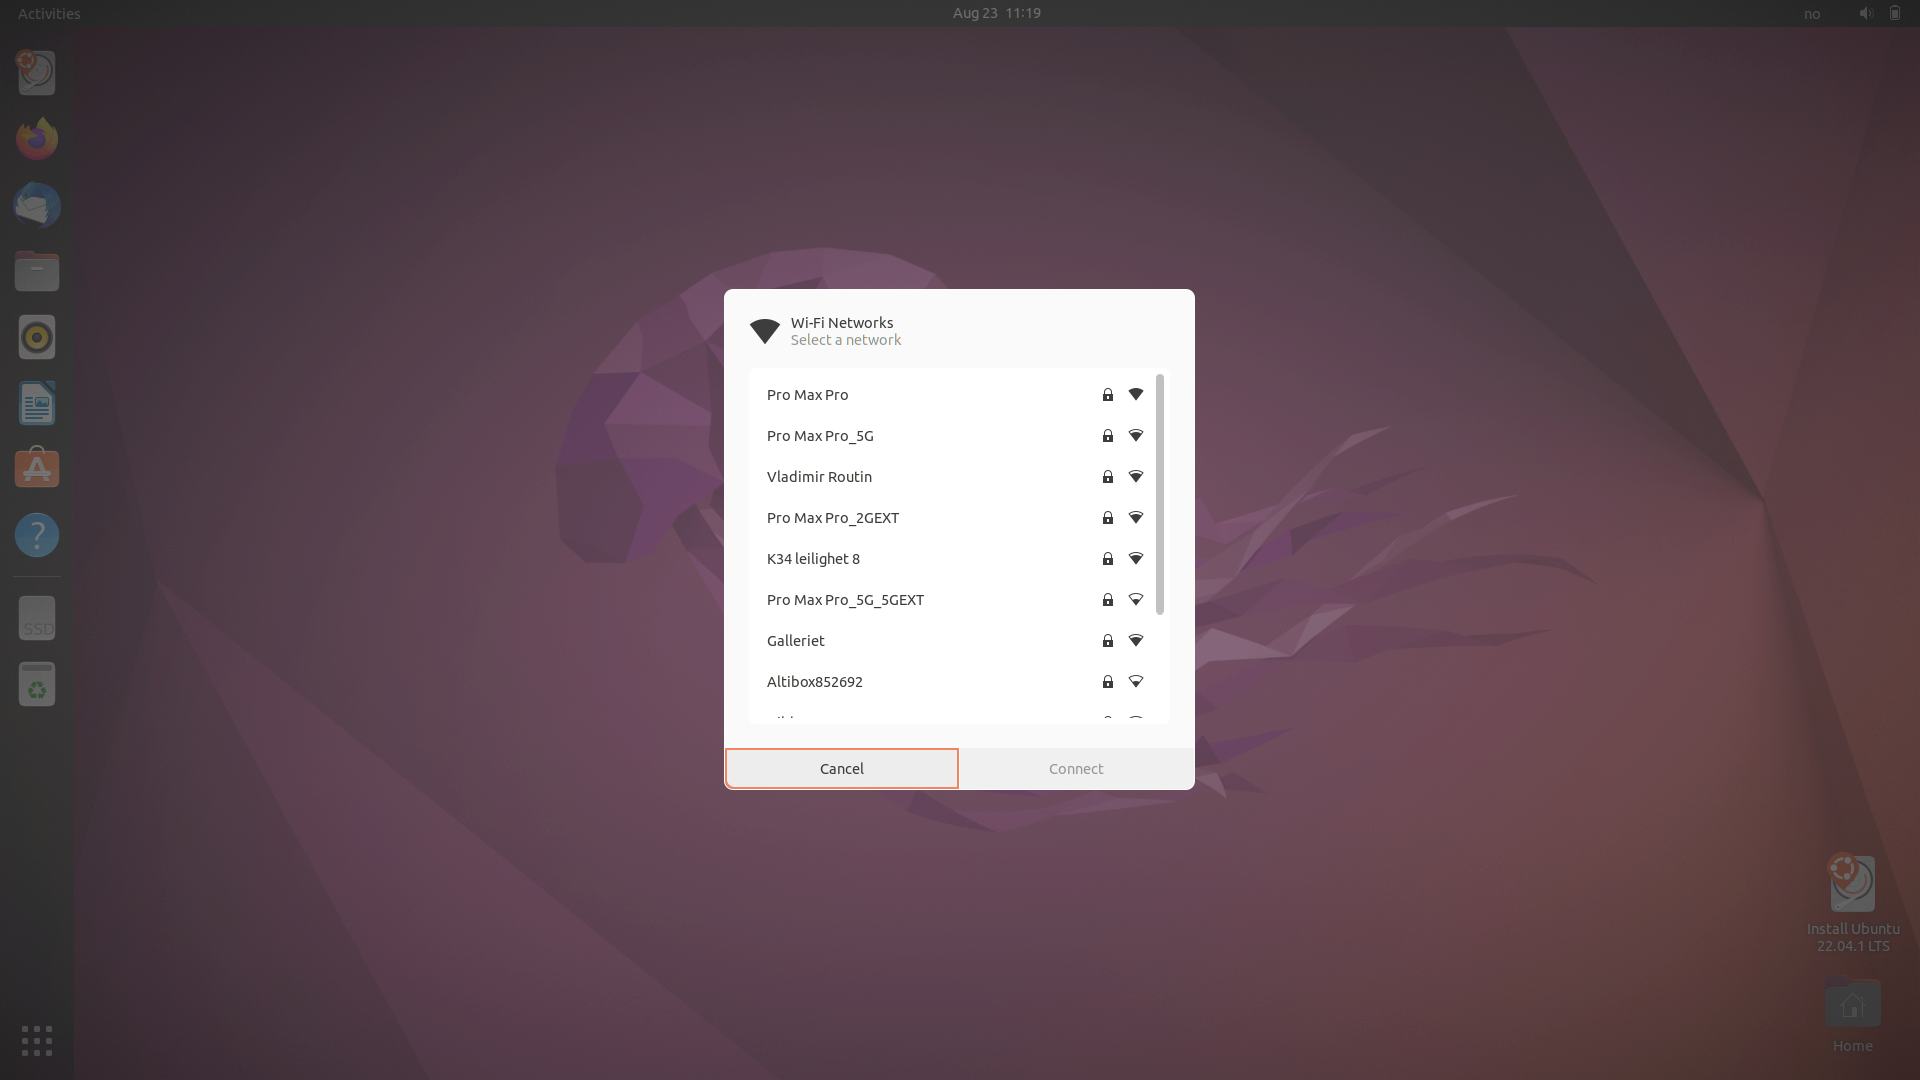 Activities
Aug 23 11:19
no
Wi-Fi Networks
Select a network
Pro Max Pro
Pro Max Pro_5G
Vladimir Routin
Pro Max Pro_2GEXT
K34 leilighet 8
Pro Max Pro_5G_5GEXT
Galleriet
Altibox852692
Cancel
Connect
SSD
Install Ubuntu
22.04.1 LTS
Home